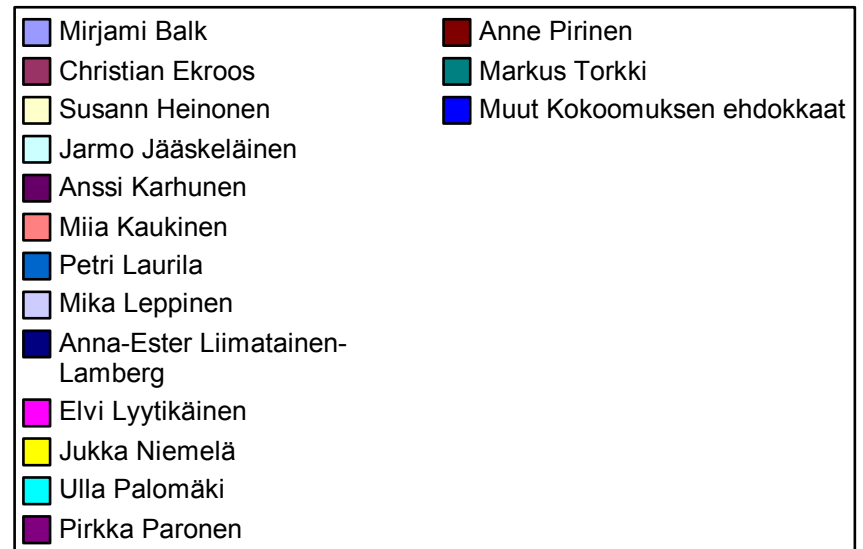 Mirjami Balk
Christian Ekroos
Susann Heinonen
Jarmo Jääskeläinen
Anssi Karhunen
Miia Kaukinen
Petri Laurila
Mika Leppinen
Anna-Ester Liimatainen-
Lamberg
Elvi Lyytikäinen
Jukka Niemelä
Ulla Palomäki
Pirkka Paronen
Anne Pirinen
Markus Torkki
Muut Kokoomuksen ehdokkaat